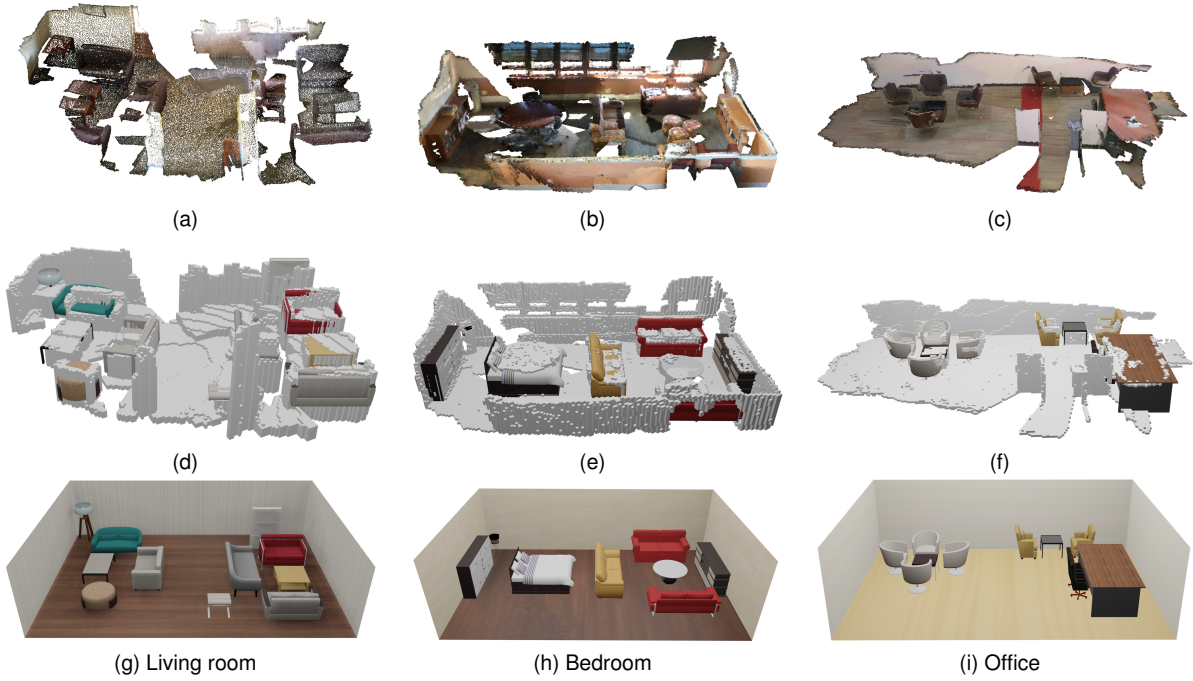 (a)
(b)
(c)
(d)
(e)
(f)
(g) Living room
(h) Bedroom
(i) Office